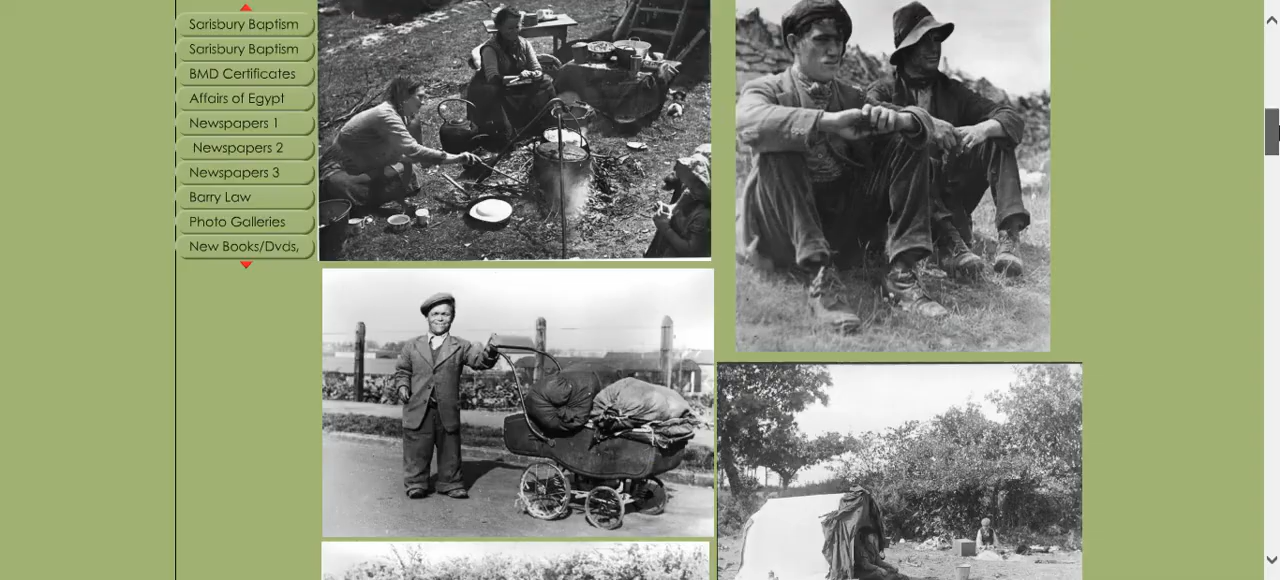 Sarisbury Baptism
Sarisbury Baptism
BMD Certificates
Affairs of Egypt
Newspapers 1
Newspapers 2
Newspapers 3
Barry Law
Photo Galleries
New Books/Dvds,